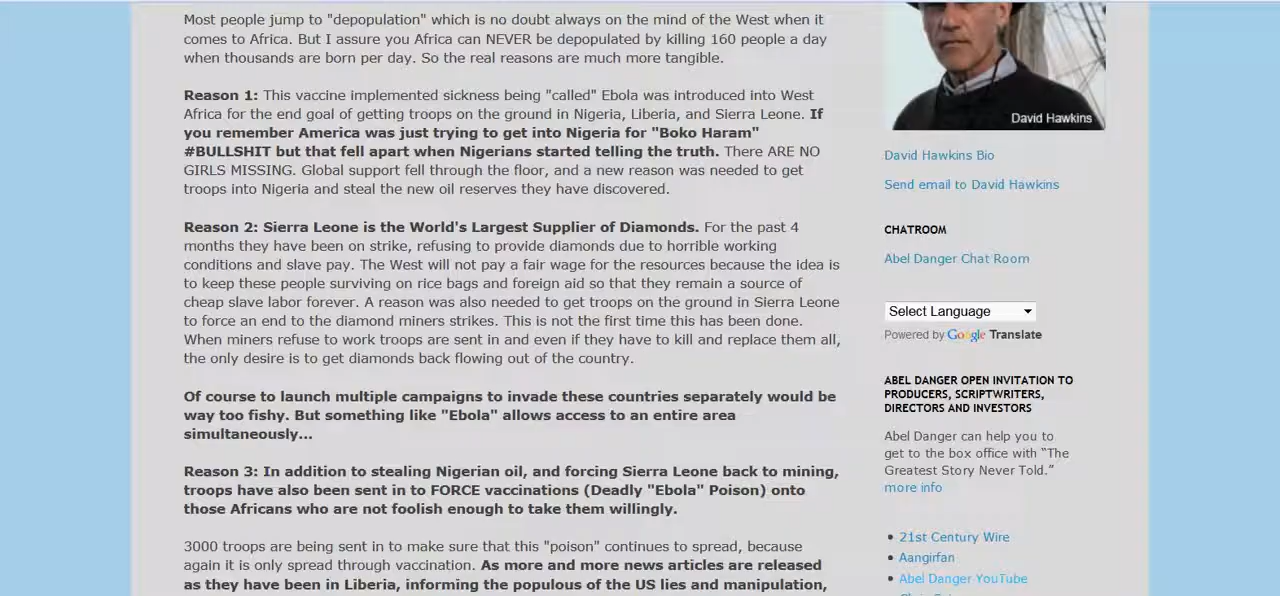 Most people jump to "depopulation" which is no doubt always on the mind of the West when it
comes to Africa. But I assure you Africa can NEVER be depopulated by killing 160 people a day
when thousands are born per day. So the real reasons are much more tangible.
Reason 1: This vaccine implemented sickness being "called" Ebola was introduced into West
Africa for the end goal of getting troops on the ground in Nigeria, Liberia, and Sierra Leone. If
you remember America was just trying to get into Nigeria for "Boko Haram"
#BULLSHIT but that fell apart when Nigerians started telling the truth. There ARE NO
GIRLS MISSING. Global support fell through the floor, and a new reason was needed to get
troops into Nigeria and steal the new oil reserves they have discovered.
Reason 2: Sierra Leone is the World's Largest Supplier of Diamonds. For the past 4
months they have been on strike, refusing to provide diamonds due to horrible working
conditions and slave pay. The West will not pay a fair wage for the resources because the idea is
to keep these people surviving on rice bags and foreign aid so that they remain a source of
cheap slave labor forever. A reason was also needed to get troops on the ground in Sierra Leone
to force an end to the diamond miners strikes. This is not the first time this has been done.
When miners refuse to work troops are sent in and even if they have to kill and replace them all,
the only desire is to get diamonds back flowing out of the country.
Of course to launch multiple campaigns to invade these countries separately would be
way too fishy. But something like "Ebola" allows access to an entire area
simultaneously...
Reason 3: In addition to stealing Nigerian oil, and forcing Sierra Leone back to mining,
troops have also been sent in to FORCE vaccinations (Deadly "Ebola" Poison) onto
those Africans who are not foolish enough to take them willingly.
3000 troops are being sent in to make sure that this "poison" continues to spread, because
again it is only spread through vaccination. As more and more news articles are released
as they have been in Liberia, informing the populous of the US lies and manipulation,
David Hawkins
David Hawkins Bio
Send email to David Hawkins
CHATROOM
Abel Danger Chat Room
Select Language
Powered by Google Translate
ABEL DANGER OPEN INVITATION TO
PRODUCERS, SCRIPTWRITERS,
DIRECTORS AND INVESTORS
Abel Danger can help you to
get to the box office with “The
Greatest Story Never Told.”
more info
21st Century Wire
Aangirfan
Abel Danger YouTube